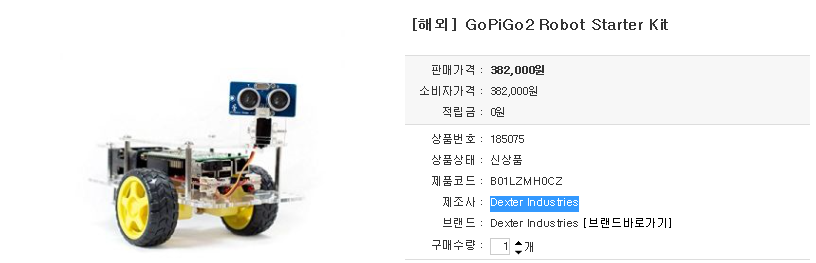 [해외] GoPiGo2 Robot Starter Kit
판매가격 : 382,000원
소비자가격 : 382,000원
적립금 : 0원
상품번호 : 185075
상품상태 : 신상품
제품코드 : B01LZMH0CZ
제조사 : Dexter Industries
브랜드 : Dexter Industries [브랜드바로가기]
구매수량 : 1 개